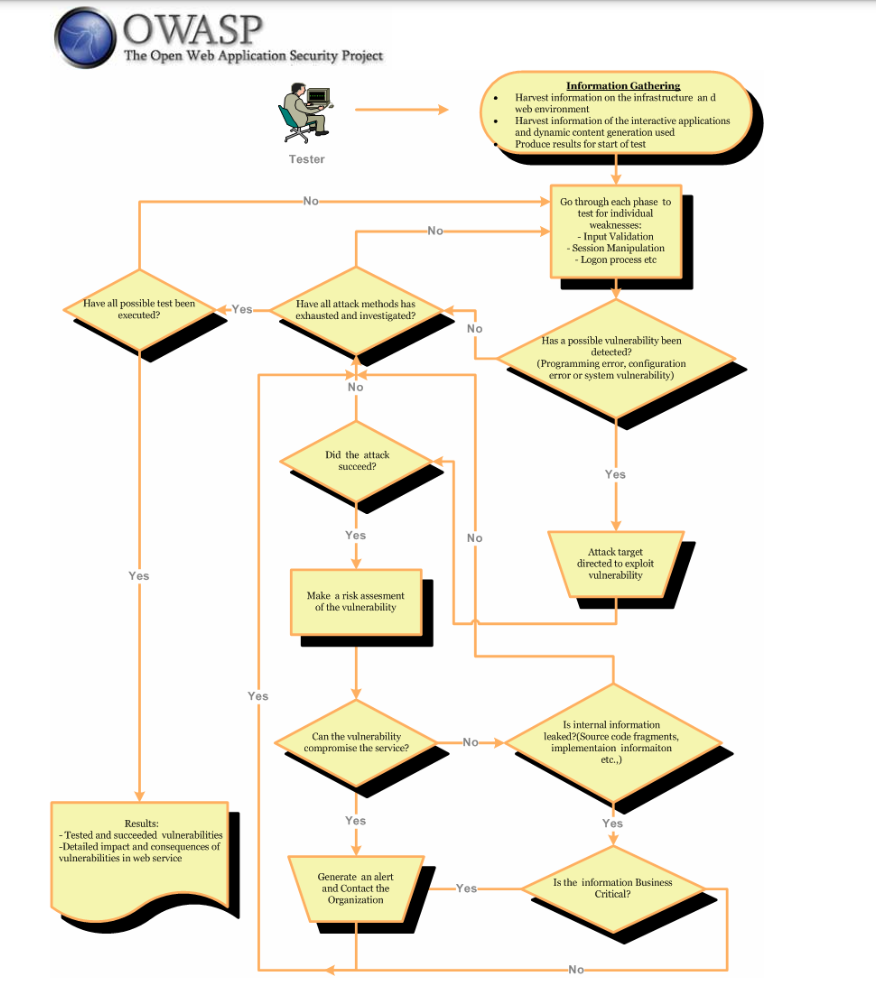 OWASP
The Open Web Application Security Project
Tester
Information Gathering
• Harvest information on the infrastructure an d
web environment
• Harvest information of the interactive applications
and dynamic content generation used
• Produce results for start of test
No
Go through each phase to
test for individual
weaknesses:
- Input Validation
- Session Manipulation
- Logon process etc
No
Have all possible test been
executed?
Yes
Have all attack methods has
exhausted and investigated?
No
Has a possible vulnerability been
detected?
(Programming error, configuration
error or system vulnerability)
No
Did the attack
succeed?
Yes
Yes
No
Attack target
directed to exploit
vulnerability
Yes
Make a risk assesment
of the vulnerability
Yes
Can the vulnerability
compromise the service?
No
Is internal information
leaked?(Source code fragments,
implementaion informaiton
etc.,)
Yes
Yes
Results:
- Tested and succeeded vulnerabilities
-Detailed impact and consequences of
vulnerabilities in web service
Generate an alert
and Contact the
Organization
Yes
Is the information Business
Critical?
No